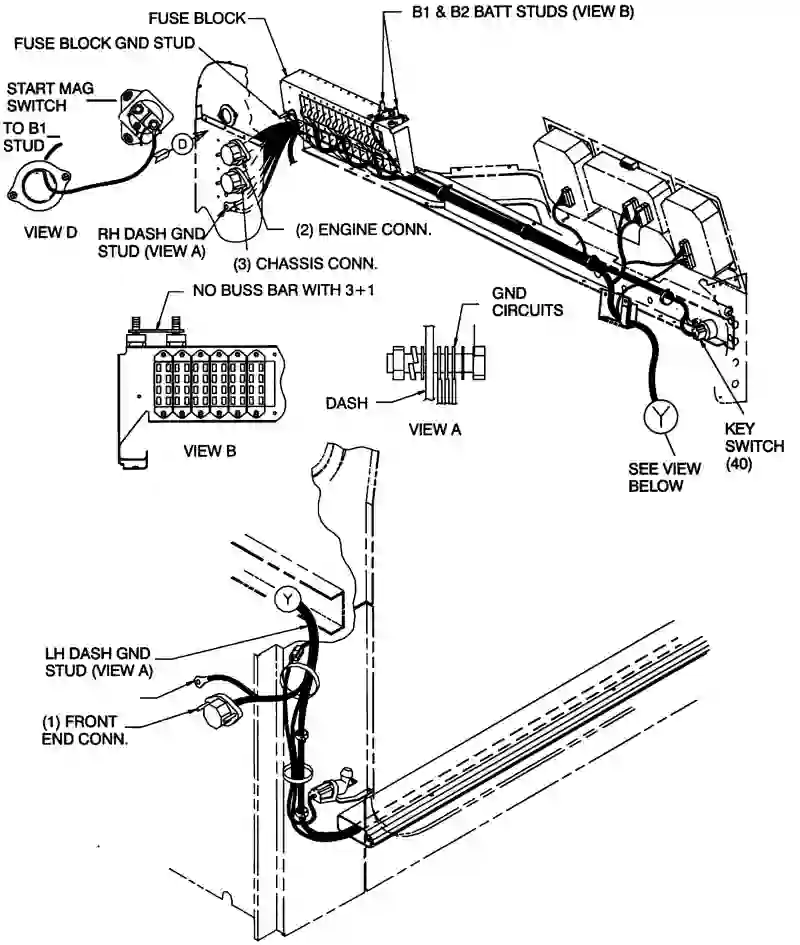 FUSE BLOCK
B1 & B2 BATT STUDS (VIEW B)
FUSE BLOCK GND STUD
START MAG
SWITCH
TO B1
STUD
D
VIEW D
RH DASH GND
STUD (VIEW A)
(2) ENGINE CONN.
(3) CHASSIS CONN.
NO BUSS BAR WITH 3+1
GND
CIRCUITS
DASH
VIEW A
VIEW B
Y
SEE VIEW
BELOW
KEY
SWITCH
(40)
Y
LH DASH GND
STUD (VIEW A)
(1) FRONT
END CONN.